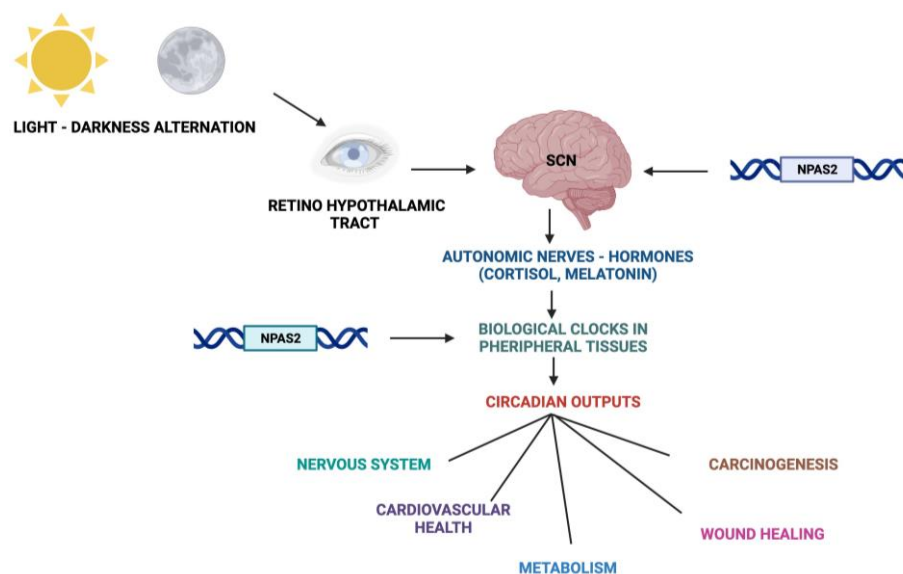 LIGHT - DARKNESS ALTERNATION
RETINO HYPOTHALAMIC
TRACT
SCN
NPAS2
AUTONOMIC NERVES - HORMONES
(CORTISOL, MELATONIN)
NPAS2
BIOLOGICAL CLOCKS IN
PHERIPHERAL TISSUES
CIRCADIAN OUTPUTS
NERVOUS SYSTEM
CARDIOVASCULAR
HEALTH
METABOLISM
WOUND HEALING
CARCINOGENESIS